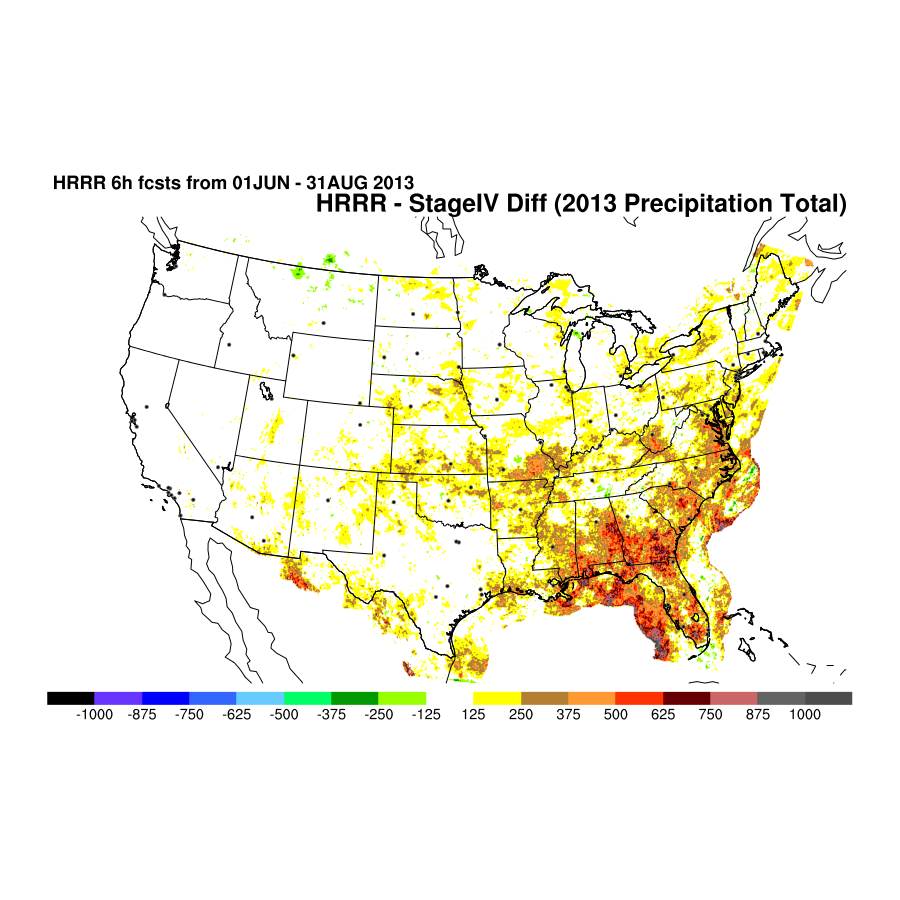 HRRR 6h fcsts from 01JUN - 31AUG 2013
HRRR - StageIV Diff (2013 Precipitation Total)
-1000 -875 -750 -625 -500 -375 -250 -125 125 250 375 500 625 750 875 1000